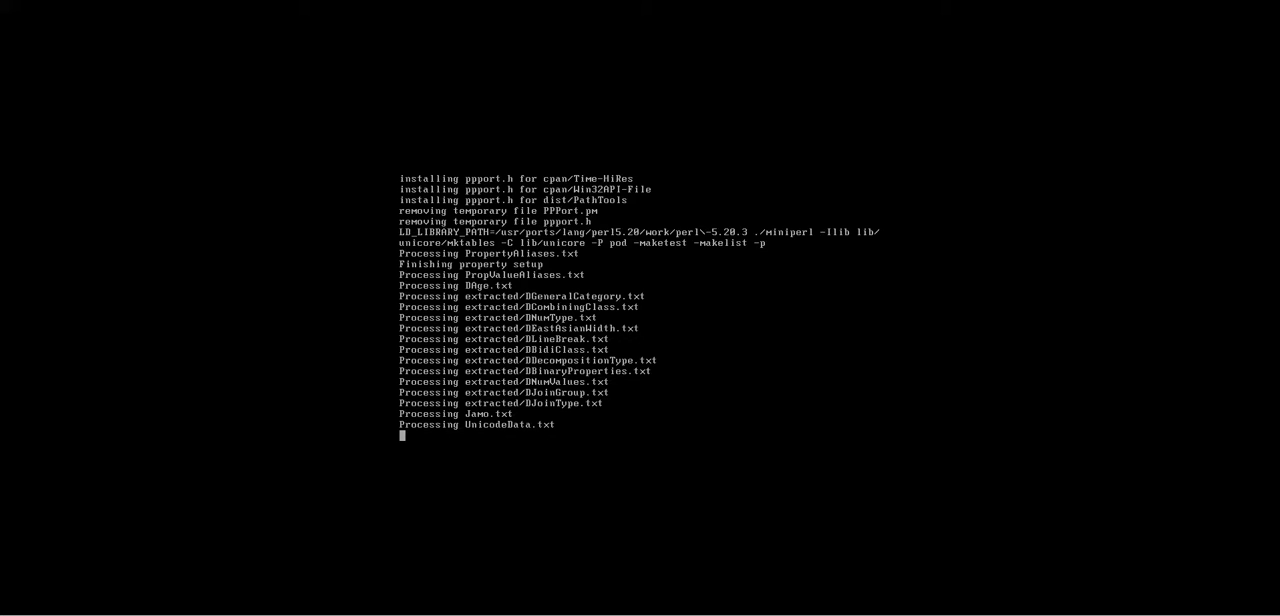 installing ppport.h for cpan/Time-HiRes
installing ppport.h for cpan/Win32API-File
installing ppport.h for dist/PathTools
removing temporary file PPPort.pm
removing temporary file ppport.h
LD_LIBRARY_PATH=/usr/ports/lang/perl5.20/work/perl\-5.20.3 ./miniperl -Ilib lib/
unicore/mktables -C lib/unicore -P pod -maketest -makelist -p
Processing PropertyAliases.txt
Finishing property setup
Processing PropValueAliases.txt
Processing DAge.txt
Processing extracted/DGeneralCategory.txt
Processing extracted/DCombiningClass.txt
Processing extracted/DNumType.txt
Processing extracted/DEastAsianWidth.txt
Processing extracted/DLineBreak.txt
Processing extracted/DBidiClass.txt
Processing extracted/DDecompositionType.txt
Processing extracted/DBinaryProperties.txt
Processing extracted/DNumValues.txt
Processing extracted/DJoinGroup.txt
Processing extracted/DJoinType.txt
Processing Jamo.txt
Processing UnicodeData.txt